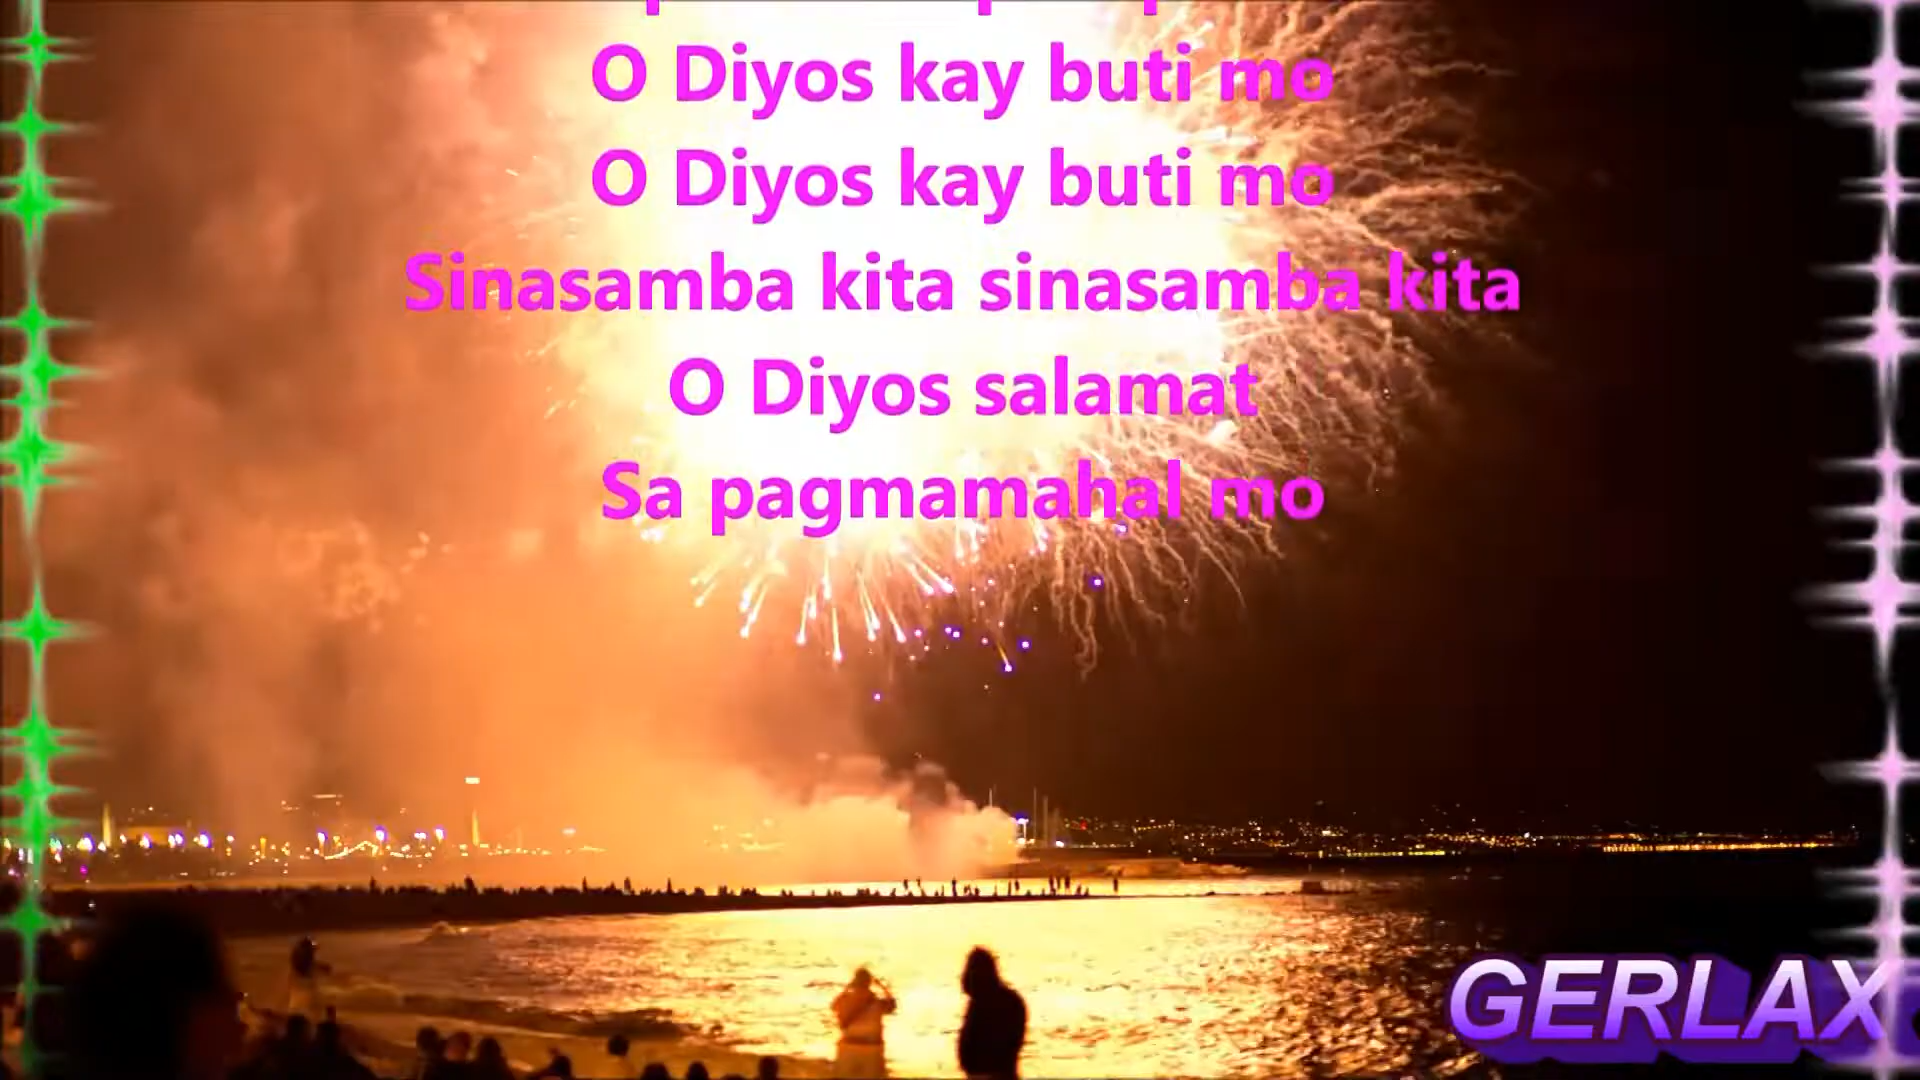 O Diyos kay buti mo
O Diyos kay buti mo
Sinasamba kita sinasamba kita
O Diyos salamat
Sa pagmamahal mo
GERLAX